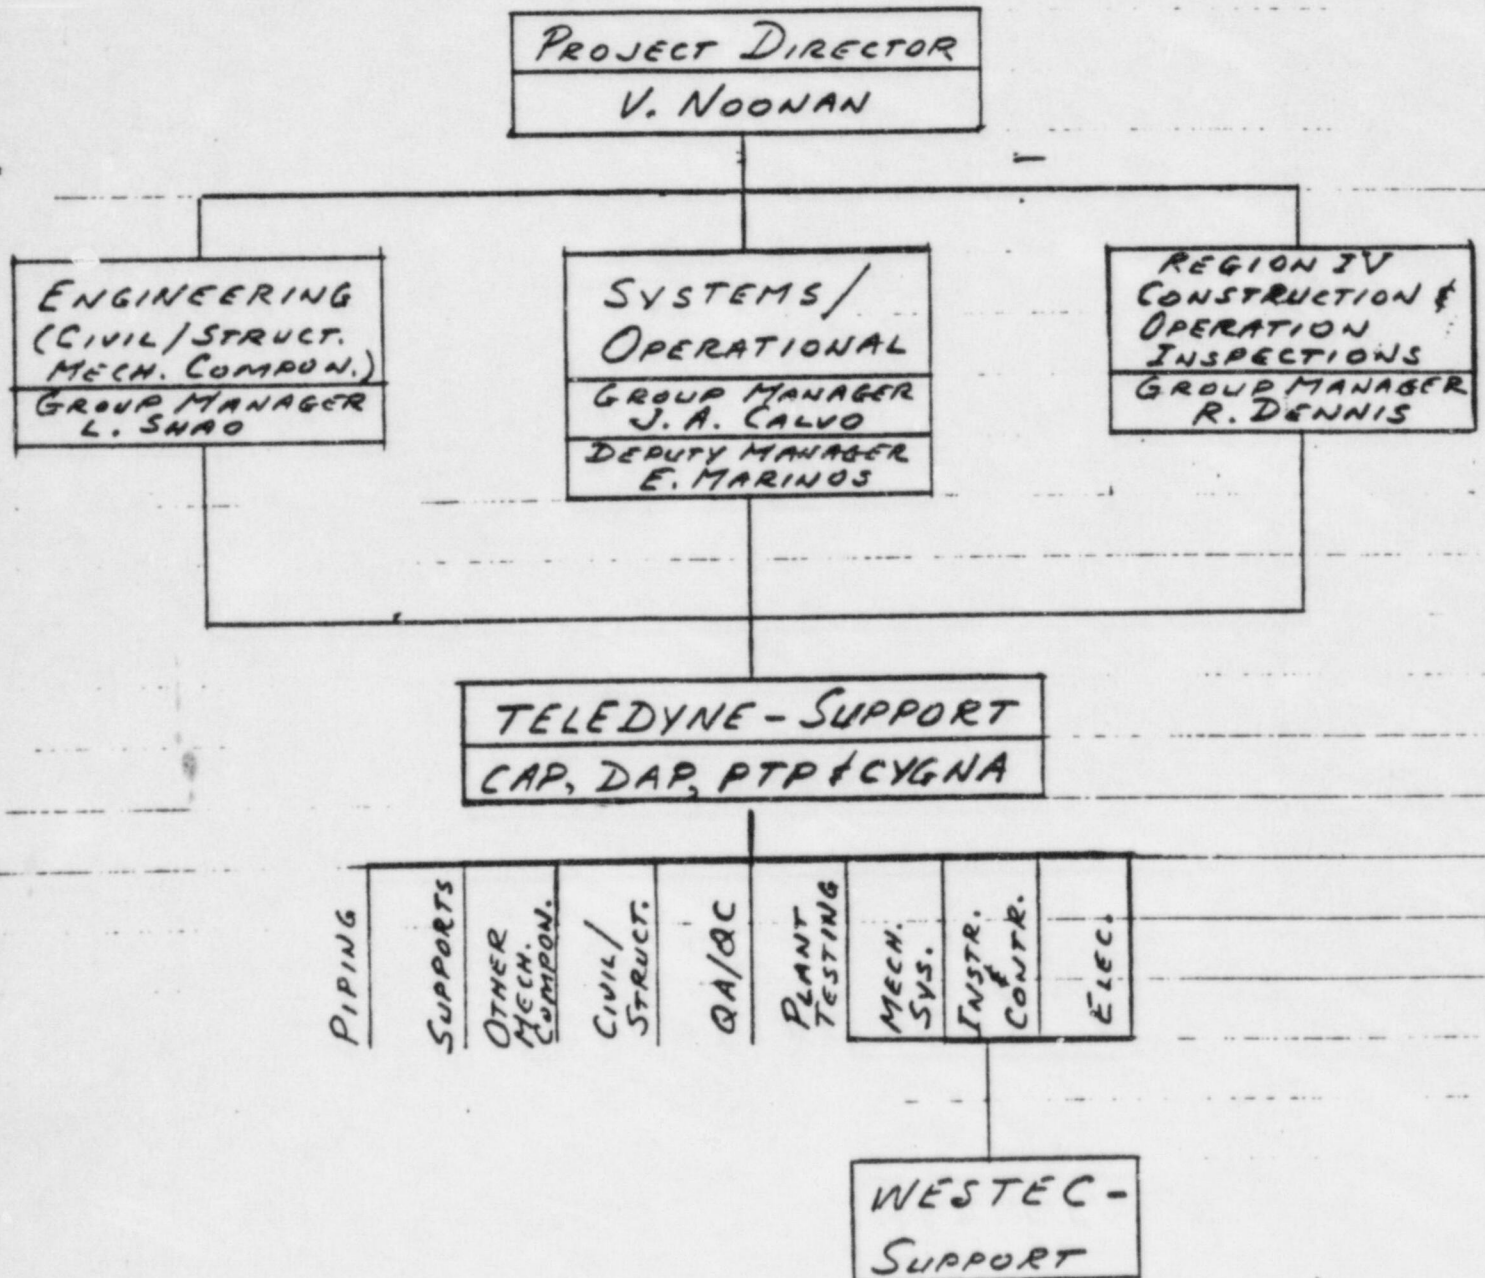 PROJECT DIRECTOR
V. NOONAN
ENGINEERING
(CIVIL/STRUCT.
MECH. COMPON.)
GROUP MANAGER
L. SHAO
SYSTEMS/
OPERATIONAL
GROUP MANAGER
J. A. CALVO
DEPUTY MANAGER
E. MARINOS
REGION IV
CONSTRUCTION &
OPERATION
INSPECTIONS
GROUP MANAGER
R. DENNIS
TELEDYNE - SUPPORT
CAP, DAP, PTP & CYGNA
PIPING
SUPPORTS
OTHER
MECH.
COMPON.
CIVIL/
STRUCT.
QA/QC
PLANT
TESTING
MECH.
SYS.
INSTR.
&
CONTR.
ELEC.
WESTEC -
SUPPORT